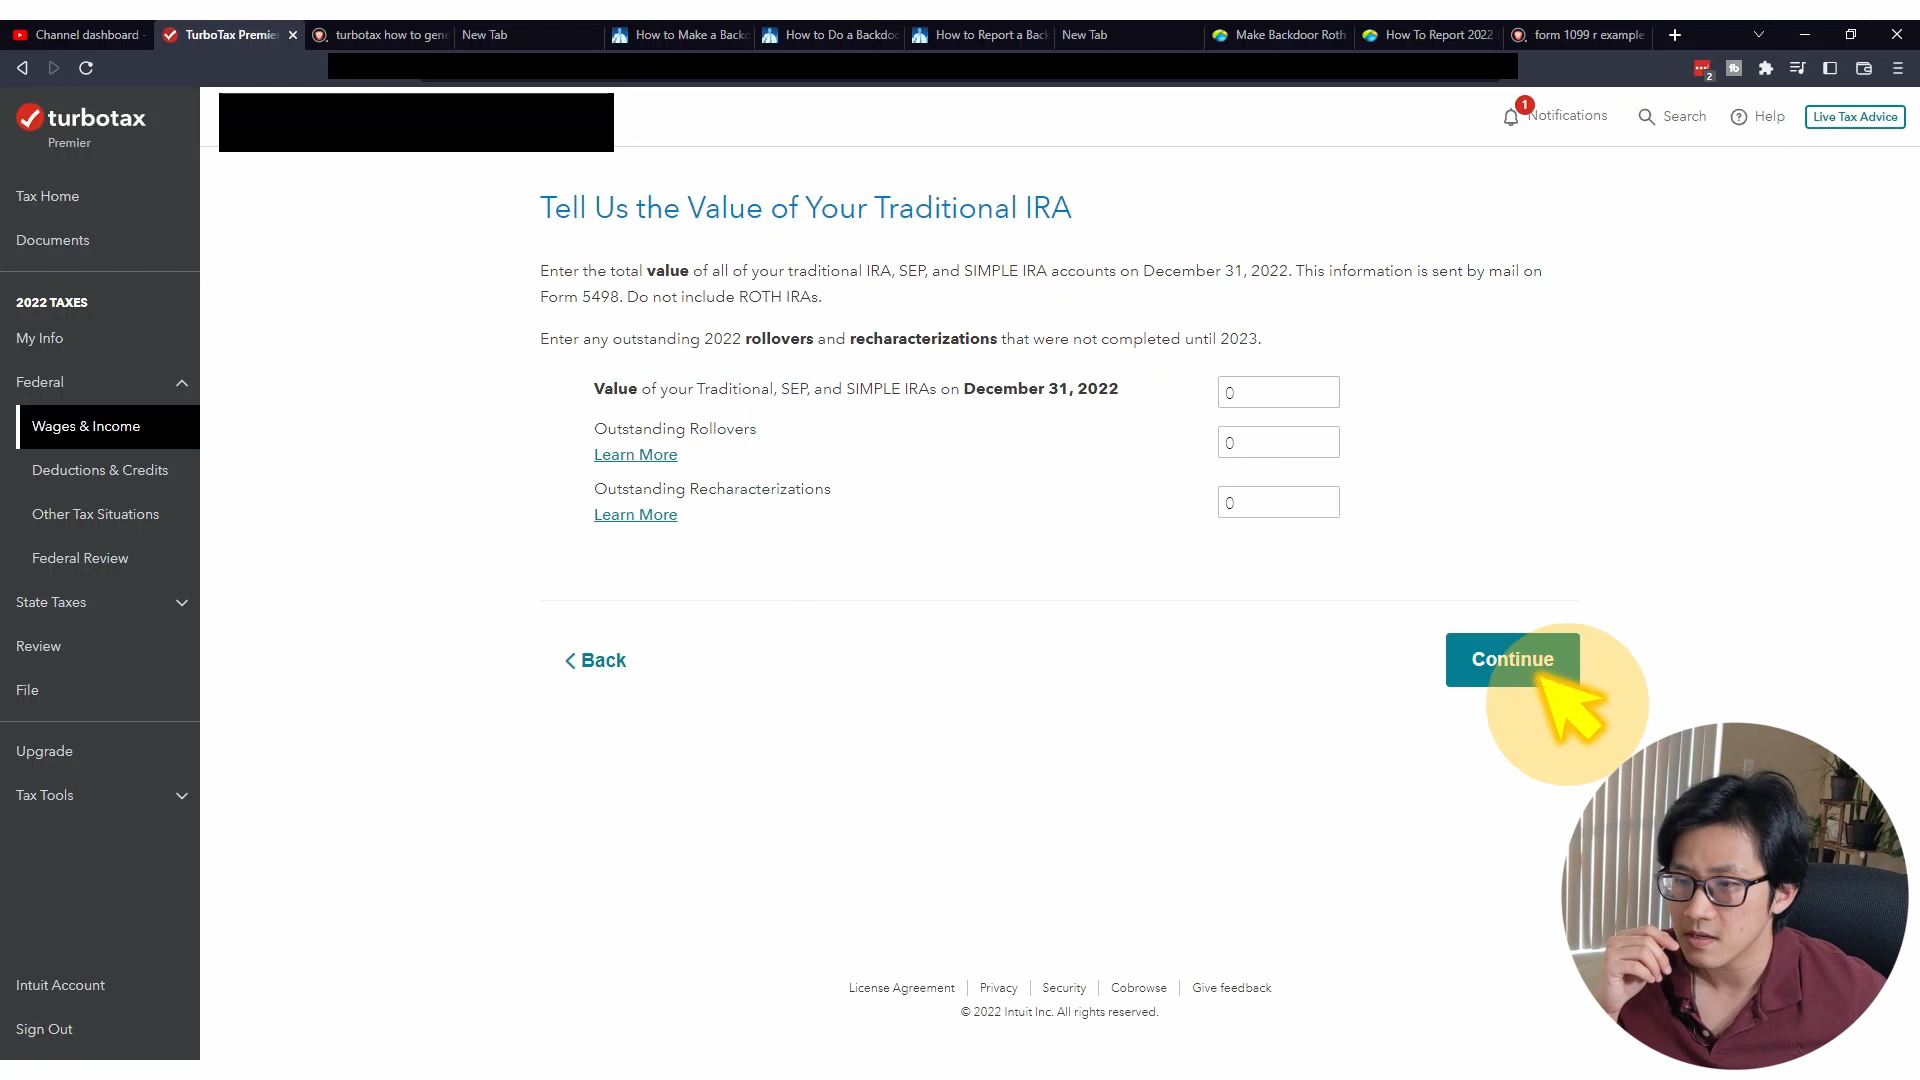 Channel dashboard -
TurboTax Premie
turbotax how to gene
New Tab
How to Make a Backd
How to Do a Backdoo
How to Report a Back
New Tab
Make Backdoor Roth
How To Report 2022
form 1099 r example
2
turbotax
Premier
1
Notifications
Search
Help
Live Tax Advice
Tax Home
Documents
2022 TAXES
My Info
Federal
Wages & Income
Deductions & Credits
Other Tax Situations
Federal Review
State Taxes
Review
File
Upgrade
Tax Tools
Intuit Account
Sign Out
Tell Us the Value of Your Traditional IRA
Enter the total value of all of your traditional IRA, SEP, and SIMPLE IRA accounts on December 31, 2022. This information is sent by mail on
Form 5498. Do not include ROTH IRAs.
Enter any outstanding 2022 rollovers and recharacterizations that were not completed until 2023.
Value of your Traditional, SEP, and SIMPLE IRAs on December 31, 2022
0
Outstanding Rollovers
0
Learn More
Outstanding Recharacterizations
0
Learn More
Back
Continue
License Agreement
Privacy
Security
Cobrowse
Give feedback
© 2022 Intuit Inc. All rights reserved.